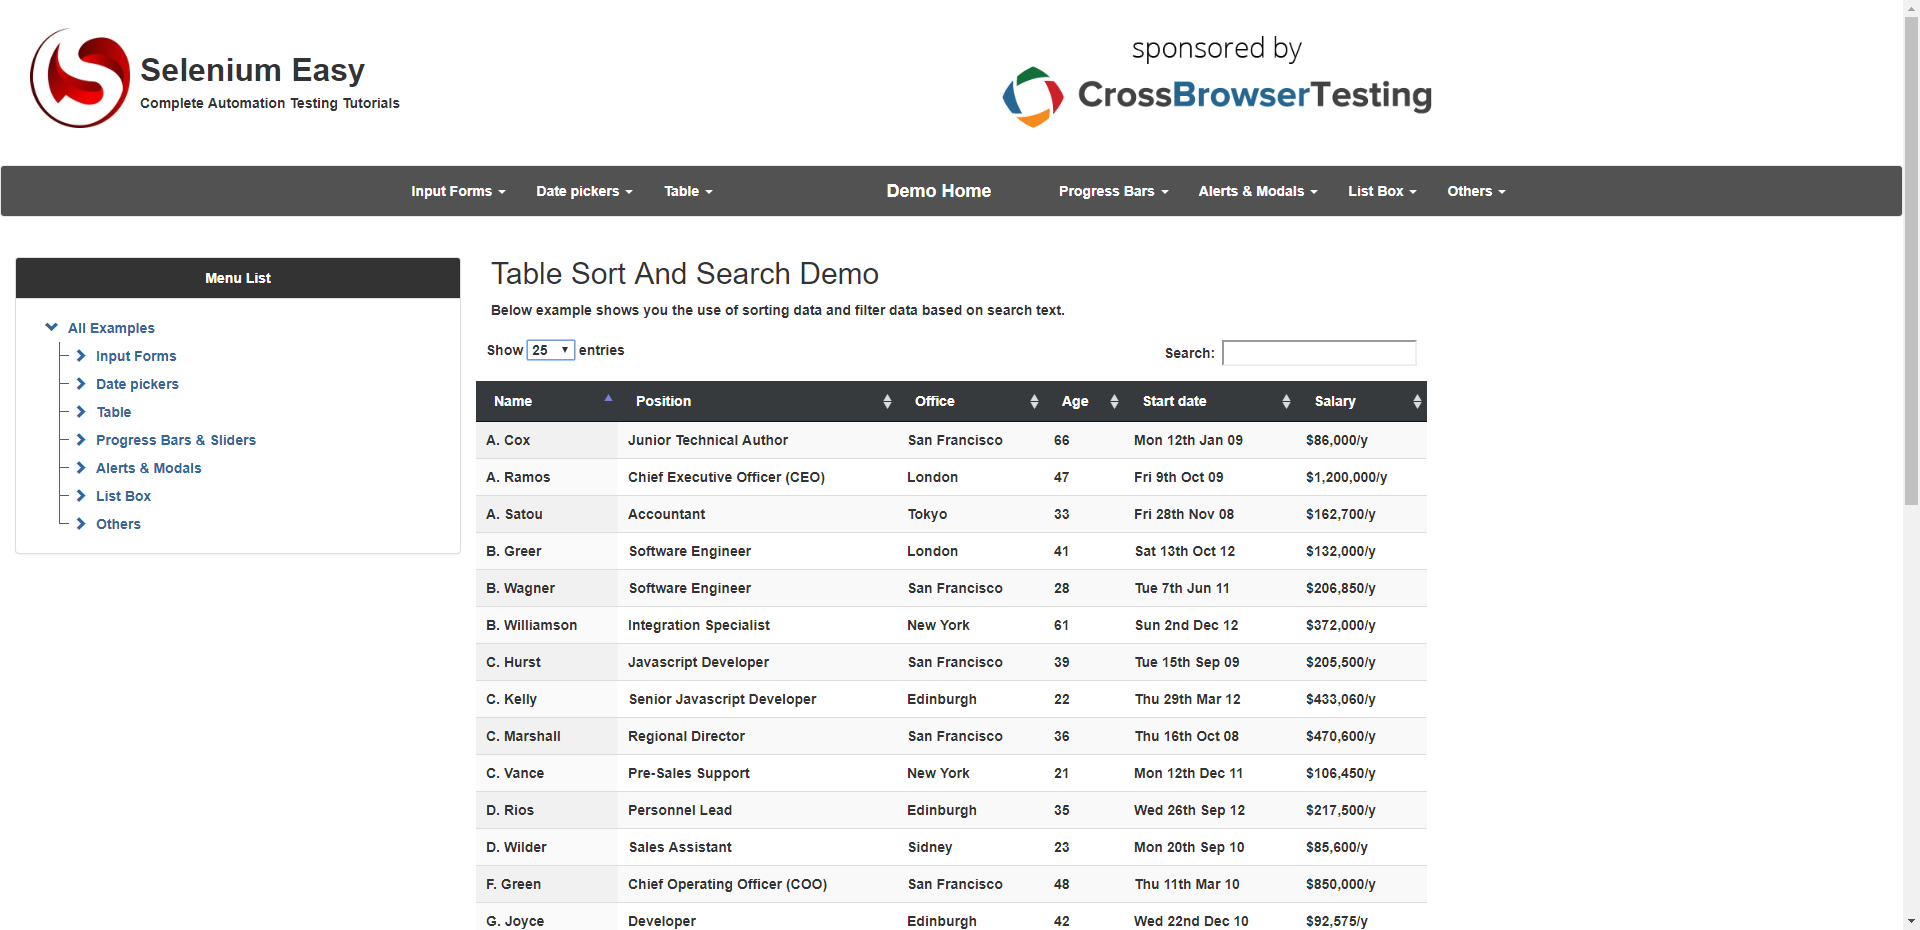 Selenium Easy
Complete Automation Testing Tutorials
sponsored by
CrossBrowserTesting
Input Forms Date pickers Table Demo Home Progress Bars Alerts & Modals List Box Others
Menu List
All Examples
Input Forms
Date pickers
Table
Progress Bars & Sliders
Alerts & Modals
List Box
Others
Table Sort And Search Demo
Below example shows you the use of sorting data and filter data based on search text.
Show 25 entries Search:
Name Position Office Age Start date Salary
A. Cox Junior Technical Author San Francisco 66 Mon 12th Jan 09 $86,000/y
A. Ramos Chief Executive Officer (CEO) London 47 Fri 9th Oct 09 $1,200,000/y
A. Satou Accountant Tokyo 33 Fri 28th Nov 08 $162,700/y
B. Greer Software Engineer London 41 Sat 13th Oct 12 $132,000/y
B. Wagner Software Engineer San Francisco 28 Tue 7th Jun 11 $206,850/y
B. Williamson Integration Specialist New York 61 Sun 2nd Dec 12 $372,000/y
C. Hurst Javascript Developer San Francisco 39 Tue 15th Sep 09 $205,500/y
C. Kelly Senior Javascript Developer Edinburgh 22 Thu 29th Mar 12 $433,060/y
C. Marshall Regional Director San Francisco 36 Thu 16th Oct 08 $470,600/y
C. Vance Pre-Sales Support New York 21 Mon 12th Dec 11 $106,450/y
D. Rios Personnel Lead Edinburgh 35 Wed 26th Sep 12 $217,500/y
D. Wilder Sales Assistant Sidney 23 Mon 20th Sep 10 $85,600/y
F. Green Chief Operating Officer (COO) San Francisco 48 Thu 11th Mar 10 $850,000/y
G. Joyce Developer Edinburgh 42 Wed 22nd Dec 10 $92,575/y